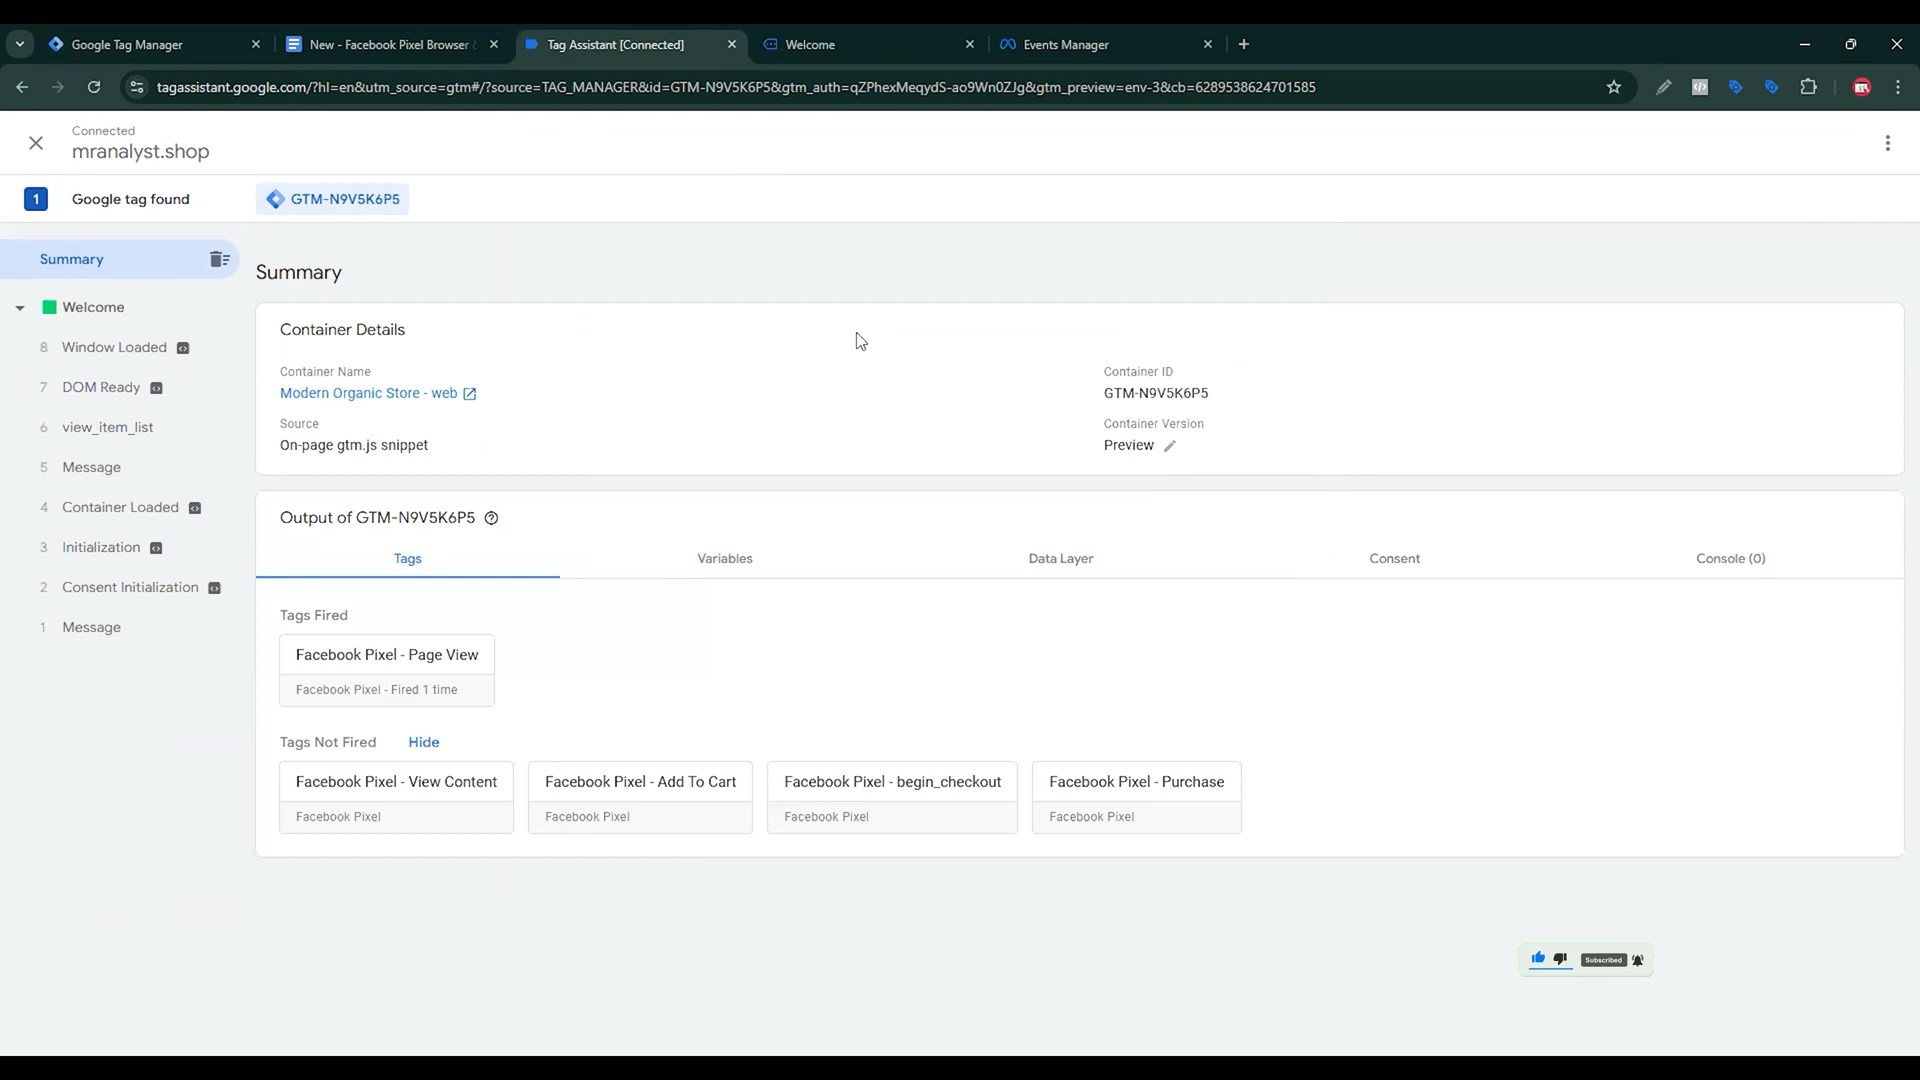 Google Tag Manager
New - Facebook Pixel Browser
Tag Assistant [Connected]
Welcome
Events Manager
tagassistant.google.com/?hl=en&utm_source=gtm#/?source=TAG_MANAGER&id=GTM-N9V5K6P5&gtm_auth=qZPhexMeqydS-ao9Wn0ZJg&gtm_preview=env-3&cb=6289538624701585
Connected
mranalyst.shop
1 Google tag found GTM-N9V5K6P5
Summary
Welcome
8 Window Loaded
7 DOM Ready
6 view_item_list
5 Message
4 Container Loaded
3 Initialization
2 Consent Initialization
1 Message
Summary
Container Details
Container Name
Modern Organic Store - web
Container ID
GTM-N9V5K6P5
Source
On-page gtm.js snippet
Container Version
Preview
Output of GTM-N9V5K6P5
Tags Variables Data Layer Consent Console (0)
Tags Fired
Facebook Pixel - Page View
Facebook Pixel - Fired 1 time
Tags Not Fired Hide
Facebook Pixel - View Content
Facebook Pixel
Facebook Pixel - Add To Cart
Facebook Pixel
Facebook Pixel - begin_checkout
Facebook Pixel
Facebook Pixel - Purchase
Facebook Pixel
Subscribed